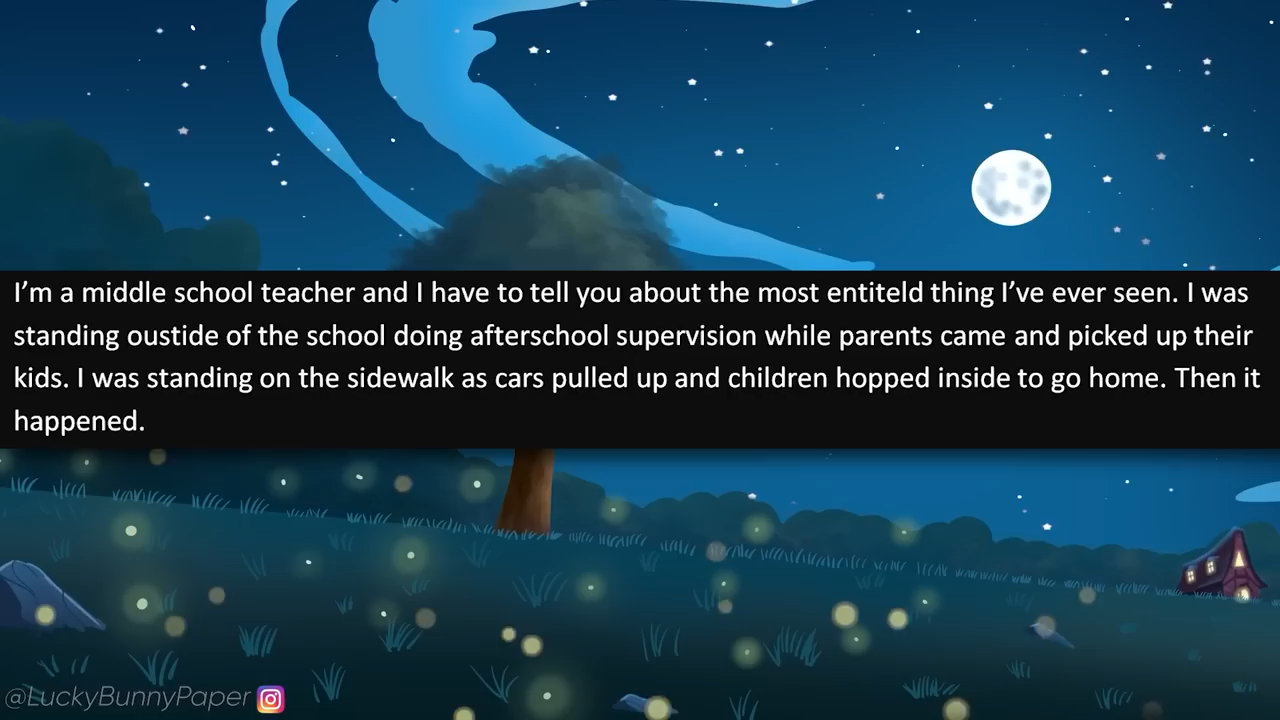 I’m a middle school teacher and I have to tell you about the most entiteld thing I’ve ever seen. I was
standing oustide of the school doing afterschool supervision while parents came and picked up their
kids. I was standing on the sidewalk as cars pulled up and children hopped inside to go home. Then it
happened.
@LuckyBunnyPaper